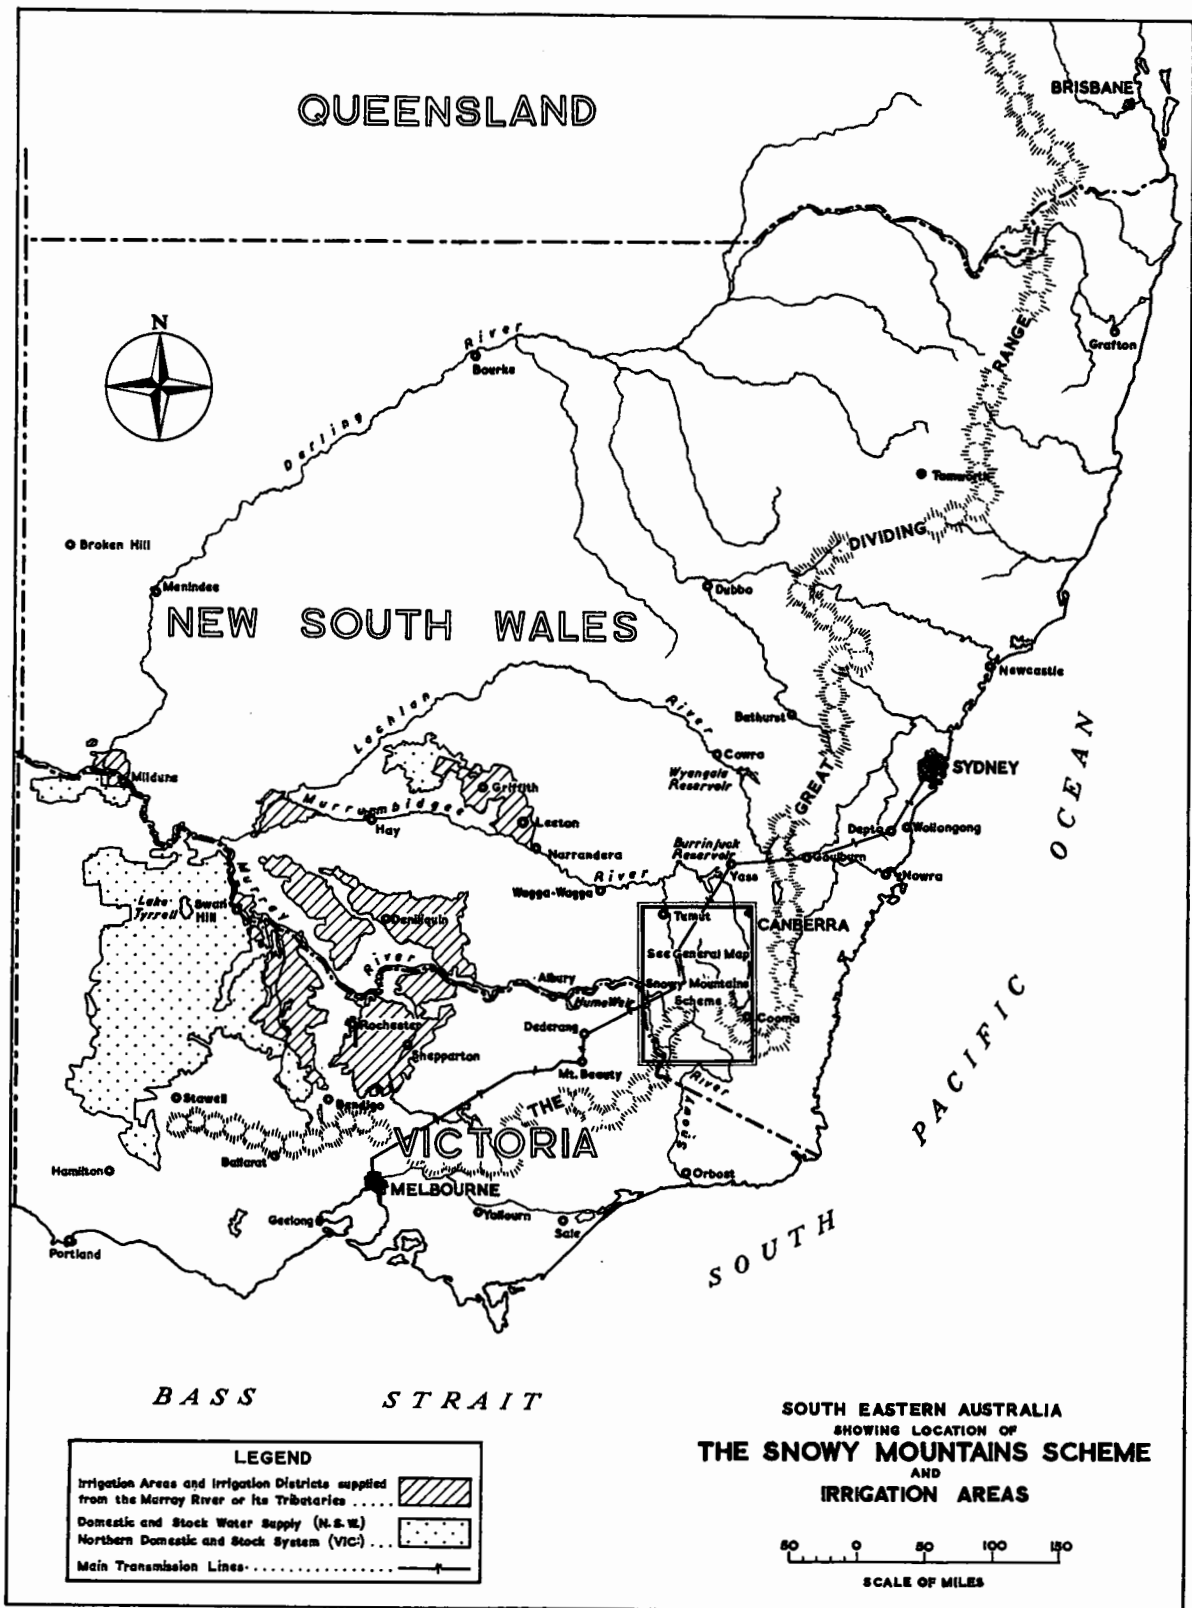 QUEENSLAND
BRISBANE
N
River
Bourke
Darling
RANGE
Grafton
Tamworth
Broken Hill
DIVIDING
Menindee
Dubbo
NEW SOUTH WALES
Newcastle
Lachlan
River
Bathurst
Cowra
Mildura
Wyangala
Reservoir
SYDNEY
GREAT
Griffith
Murrumbidgee
Hay
Leeton
Depto
Wollongong
OCEAN
Narrandera
Burrinjuck
Reservoir
Goulburn
River
Yass
Wagga-Wagga
Nowra
Murray
Lake
Tyrrell
Swan
Hill
Deniliquin
Tumut
CANBERRA
River
See General Map
Albury
Snowy Mountains
Hume Weir
Scheme
Rochester
Dederang
Cooma
Shepparton
Mt. Beauty
PACIFIC
River
Stawell
Bendigo
THE
Snowy
VICTORIA
Ballarat
Hamilton
Orbost
MELBOURNE
Geelong
Yallourn
Sale
Portland
SOUTH
BASS STRAIT
SOUTH EASTERN AUSTRALIA
SHOWING LOCATION OF
THE SNOWY MOUNTAINS SCHEME
AND
IRRIGATION AREAS
LEGEND
Irrigation Areas and Irrigation Districts supplied
from the Murray River or its Tributaries .....
Domestic and Stock Water Supply (N.S.W.)
Northern Domestic and Stock System (VIC:) ...
Main Transmission Lines ..............
50 0 50 100 150
SCALE OF MILES